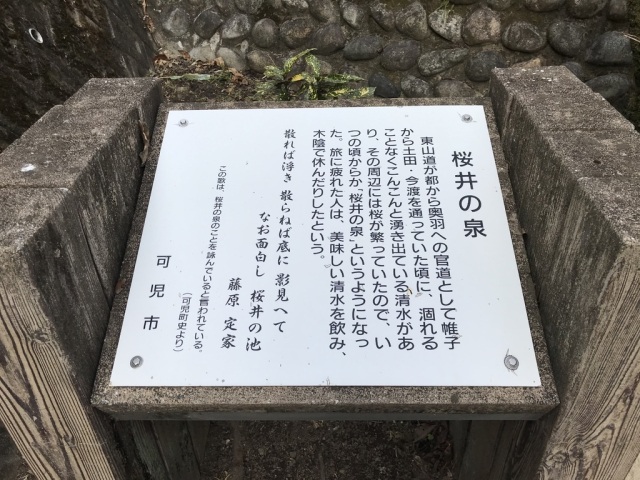 桜井の泉
東山道が都から奥羽への官道として帷子
から土田・今渡を通っていた頃に、涸れる
ことなくこんこんと湧き出ている清水があ
り、その周辺には桜が繁っていたので、い
つの頃からか「桜井の泉」というようになっ
た。旅に疲れた人は、美味しい清水を飲み、
木陰で休んだりしたという。
散れば浮き 散らねば底に 影見へて
なお面白し 桜井の池
藤原 定家
この歌は、桜井の泉のことを詠んでいると言われている。
(可児町史より)
可児市